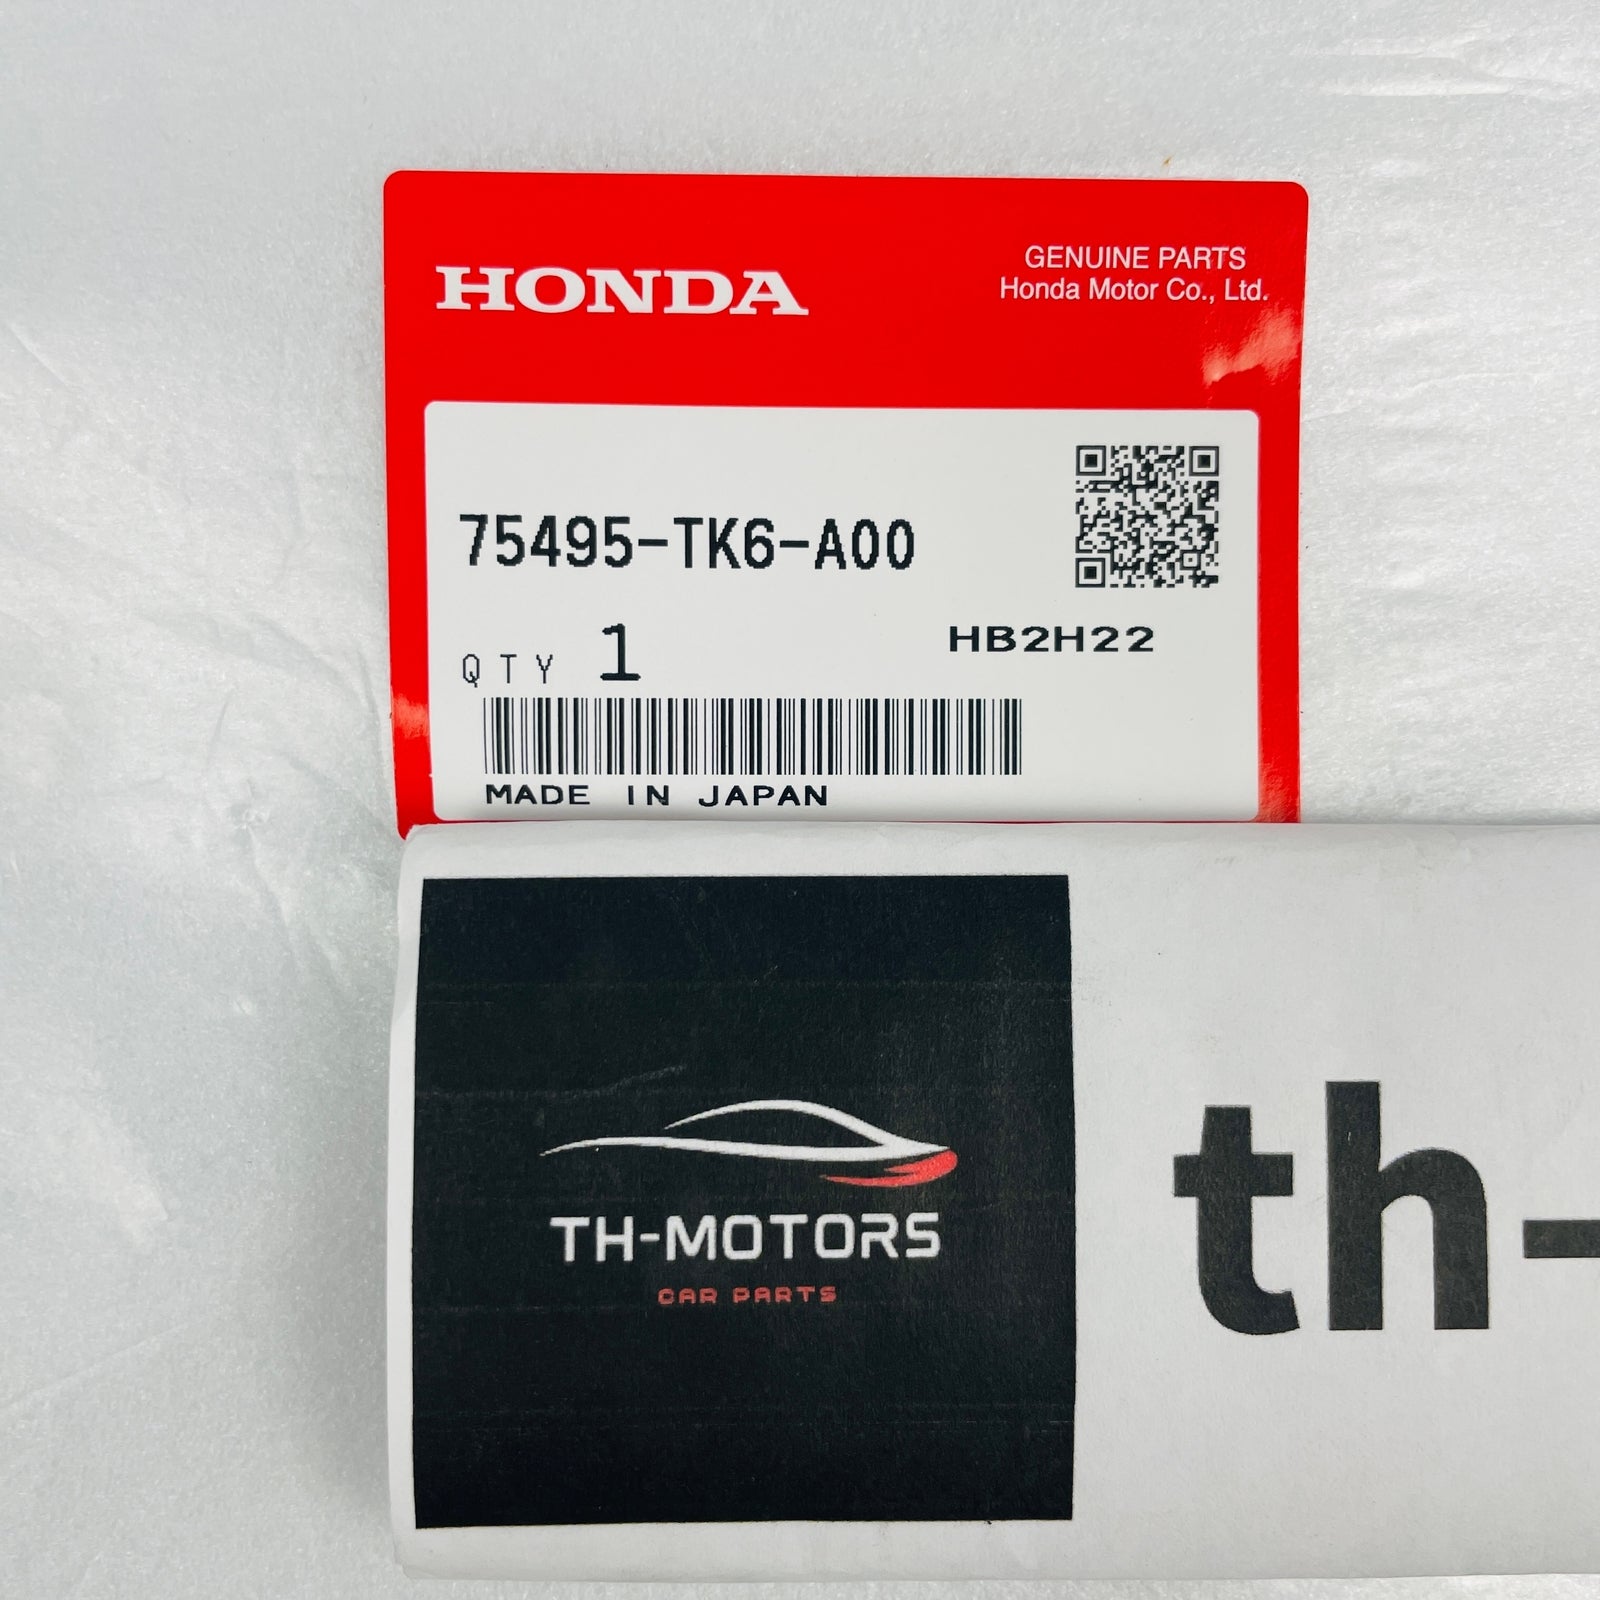 HONDA
GENUINE PARTS
Honda Motor Co., Ltd.
75495-TK6-A00
QTY 1
HB2H22
MADE IN JAPAN
TH-MOTORS
CAR PARTS
th-